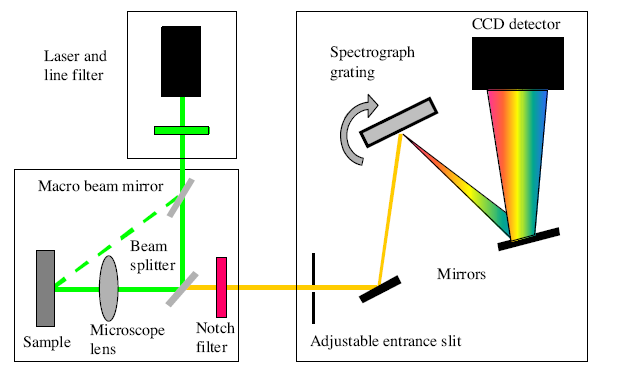 CCD detector
Laser and
line filter
Spectrograph
grating
Macro beam mirror
Beam
splitter
Mirrors
Sample
Microscope
lens
Notch
filter
Adjustable entrance slit